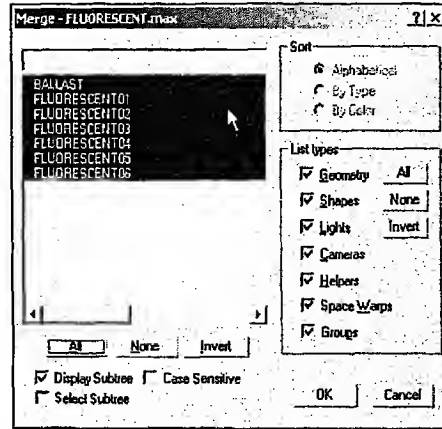 Merge - FLUORESCENT.max
Sort
Alphabetical
By Type
By Color
BALLAST
FLUORESCENT01
FLUORESCENT02
FLUORESCENT03
FLUORESCENT04
FLUORESCENT05
FLUORESCENT06
List types
Geometry All
Shapes None
Lights Invert
Cameras
Helpers
Space Warps
Groups
All None Invert
Display Subtree Case Sensitive
Select Subtree
OK Cancel